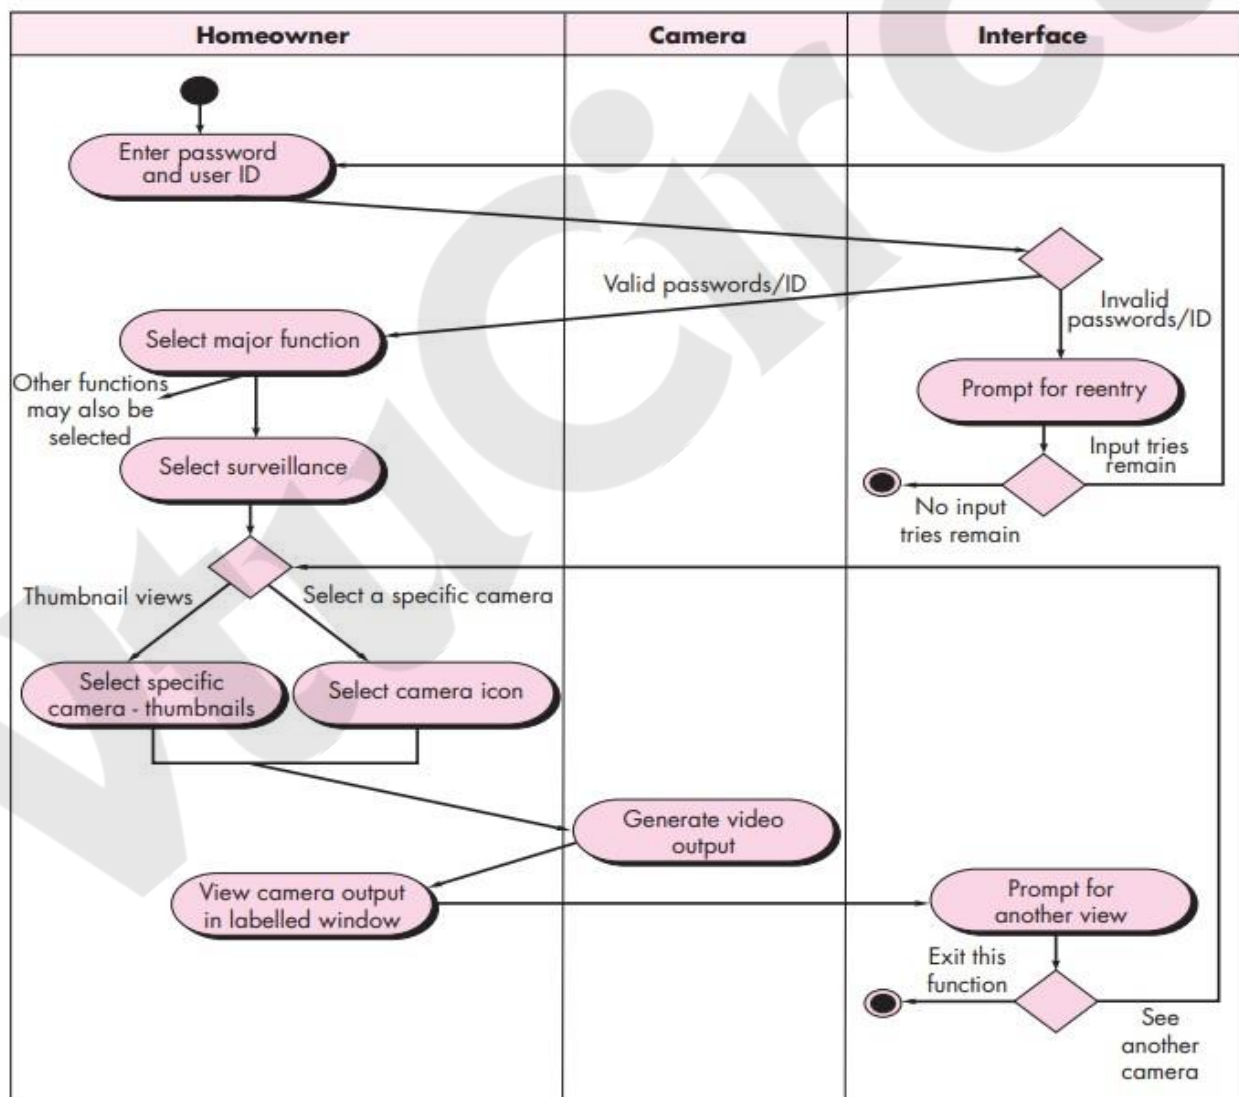 Homeowner
Camera
Interface
Enter password
and user ID
Valid passwords/ID
Invalid
passwords/ID
Select major function
Other functions
may also be
selected
Prompt for reentry
Input tries
remain
Select surveillance
No input
tries remain
Thumbnail views
Select a specific camera
Select specific
camera - thumbnails
Select camera icon
Generate video
output
View camera output
in labelled window
Prompt for
another view
Exit this
function
See
another
camera